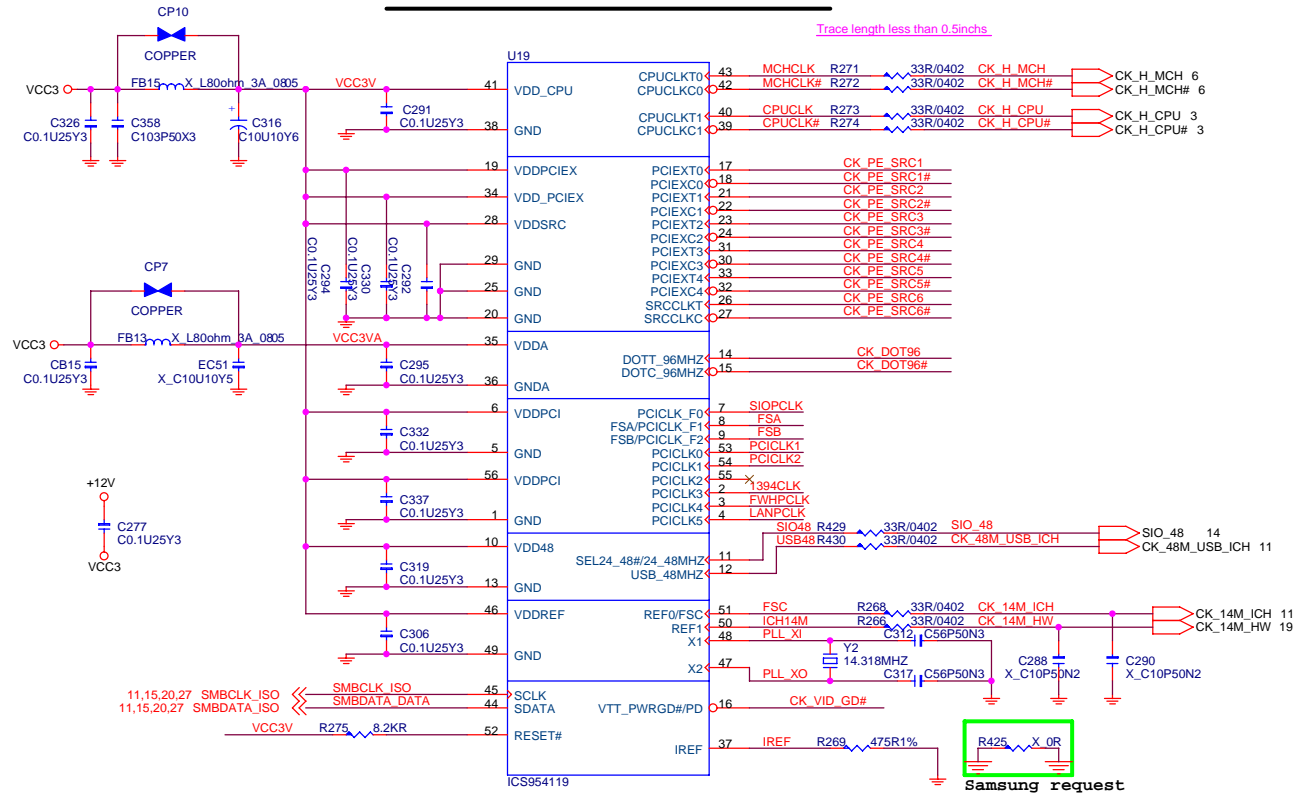 CP10
COPPER
VCC3
FB15
X_L80ohm_3A_0805
VCC3V
C326
C0.1U25Y3
C358
C103P50X3
+
C316
C10U10Y6
C291
C0.1U25Y3
C294
C0.1U25Y3
C330
C0.1U25Y3
C292
C0.1U25Y3
CP7
COPPER
VCC3
FB13
X_L80ohm_3A_0805
VCC3VA
CB15
C0.1U25Y3
EC51
X_C10U10Y5
C295
C0.1U25Y3
C332
C0.1U25Y3
C337
C0.1U25Y3
C319
C0.1U25Y3
C306
C0.1U25Y3
+12V
C277
C0.1U25Y3
VCC3
11,15,20,27 SMBCLK_ISO
SMBCLK_ISO
11,15,20,27 SMBDATA_ISO
SMBDATA_DATA
VCC3V
R275
8.2KR
U19
41 VDD_CPU
38 GND
19 VDDPCIEX
34 VDD_PCIEX
28 VDDSRC
29 GND
25 GND
20 GND
35 VDDA
36 GNDA
6 VDDPCI
5 GND
56 VDDPCI
1 GND
10 VDD48
13 GND
46 VDDREF
49 GND
45 SCLK
44 SDATA
52 RESET#
ICS954119
Trace length less than 0.5inchs
CPUCLKT0 43 MCHCLK R271 33R/0402 CK_H_MCH CK_H_MCH 6
CPUCLKC0 42 MCHCLK# R272 33R/0402 CK_H_MCH# CK_H_MCH# 6
CPUCLKT1 40 CPUCLK R273 33R/0402 CK_H_CPU CK_H_CPU 3
CPUCLKC1 39 CPUCLK# R274 33R/0402 CK_H_CPU# CK_H_CPU# 3
PCIEXT0 17 CK_PE_SRC1
PCIEXC0 18 CK_PE_SRC1#
PCIEXT1 21 CK_PE_SRC2
PCIEXC1 22 CK_PE_SRC2#
PCIEXT2 23 CK_PE_SRC3
PCIEXC2 24 CK_PE_SRC3#
PCIEXT3 31 CK_PE_SRC4
PCIEXC3 30 CK_PE_SRC4#
PCIEXT4 33 CK_PE_SRC5
PCIEXC4 32 CK_PE_SRC5#
SRCCLKT 26 CK_PE_SRC6
SRCCLKC 27 CK_PE_SRC6#
DOTT_96MHZ 14 CK_DOT96
DOTC_96MHZ 15 CK_DOT96#
PCICLK_F0 7 SIOPCLK
FSA/PCICLK_F1 8 FSA
FSB/PCICLK_F2 9 FSB
PCICLK0 53 PCICLK1
PCICLK1 54 PCICLK2
PCICLK2 55
PCICLK3 2 1394CLK
PCICLK4 3 FWHPCLK
PCICLK5 4 LANPCLK
SEL24_48#/24_48MHZ 11 SIO48 R429 33R/0402 SIO_48 SIO_48 14
USB_48MHZ 12 USB48 R430 33R/0402 CK_48M_USB_ICH CK_48M_USB_ICH 11
REF0/FSC 51 FSC R268 33R/0402 CK_14M_ICH CK_14M_ICH 11
REF1 50 ICH14M R266 33R/0402 CK_14M_HW CK_14M_HW 19
X1 48 PLL_XI C312 C56P50N3
Y2
14.318MHZ
X2 47 PLL_XO C317 C56P50N3
C288
X_C10P50N2
C290
X_C10P50N2
VTT_PWRGD#/PD 16 CK_VID_GD#
IREF 37 IREF R269 475R1%
R425 X_0R
Samsung request